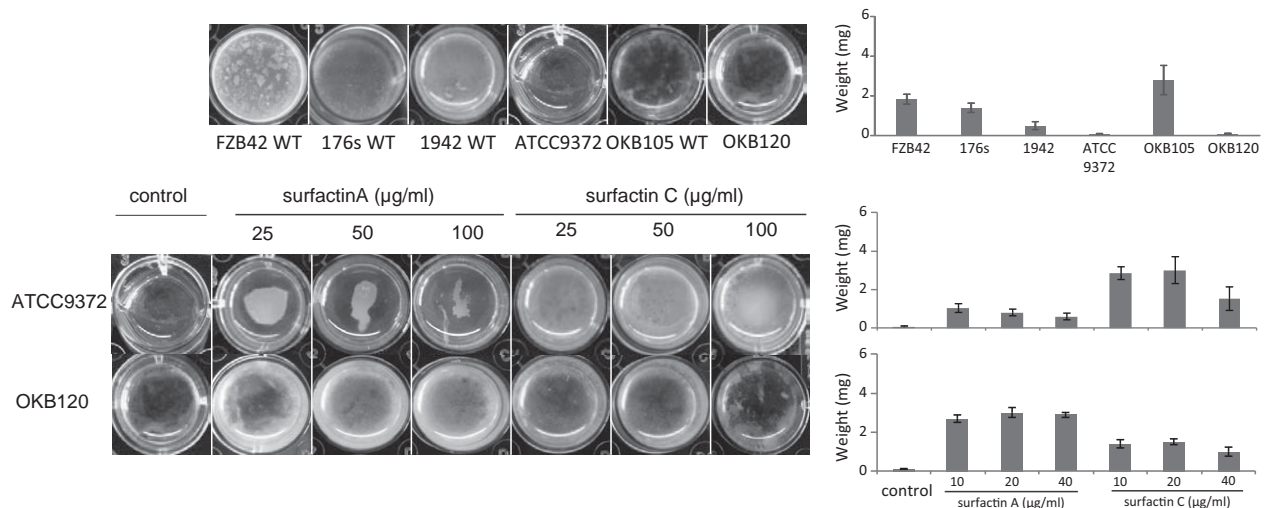 FZB42 WT 176s WT 1942 WT ATCC9372 OKB105 WT OKB120
Weight (mg)
6
4
2
0
FZB42 176s 1942 ATCC 9372 OKB105 OKB120
control surfactinA (µg/ml) surfactin C (µg/ml)
25 50 100 25 50 100
ATCC9372
OKB120
Weight (mg)
6
4
2
0
Weight (mg)
6
4
2
0
control 10 20 40 10 20 40
surfactin A (µg/ml) surfactin C (µg/ml)